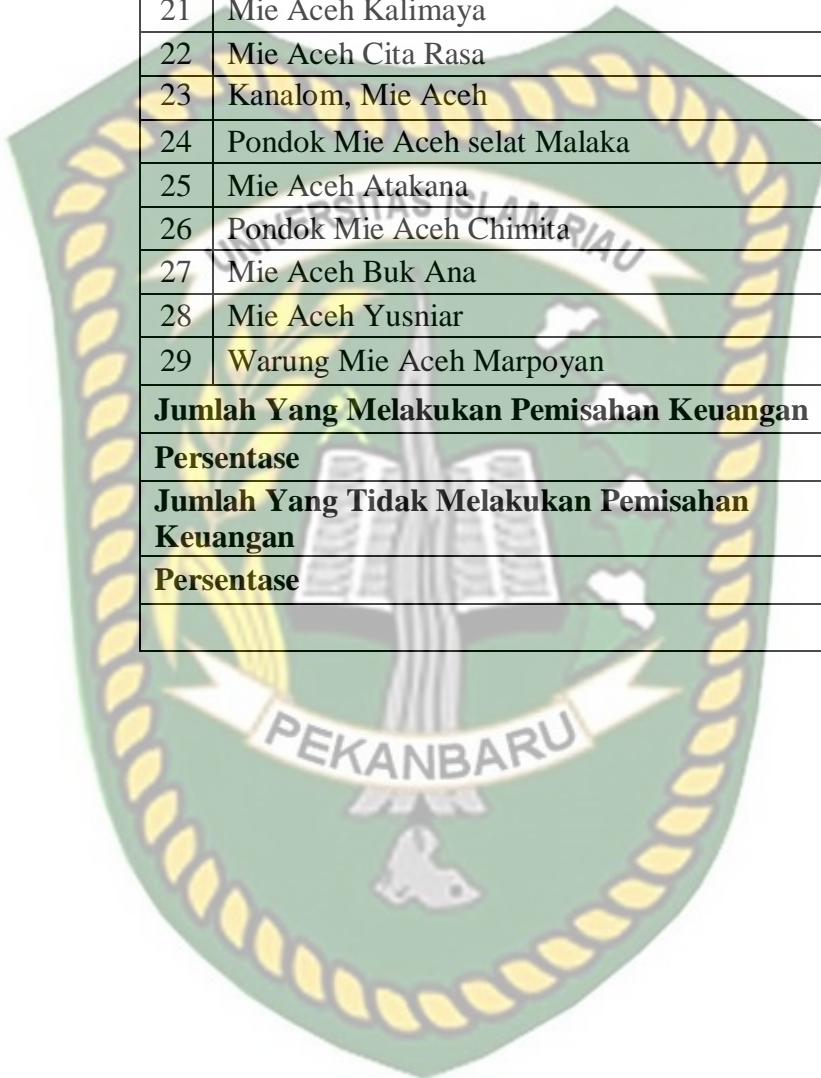 21 Mie Aceh Kalimaya
22 Mie Aceh Cita Rasa
23 Kanalom, Mie Aceh
24 Pondok Mie Aceh selat Malaka
25 Mie Aceh Atakana
UNIVERSITAS ISLAM RIAU
26 Pondok Mie Aceh Chimita
27 Mie Aceh Buk Ana
28 Mie Aceh Yusniar
29 Warung Mie Aceh Marpoyan
Jumlah Yang Melakukan Pemisahan Keuangan
Persentase
Jumlah Yang Tidak Melakukan Pemisahan
Keuangan
Persentase
PEKANBARU